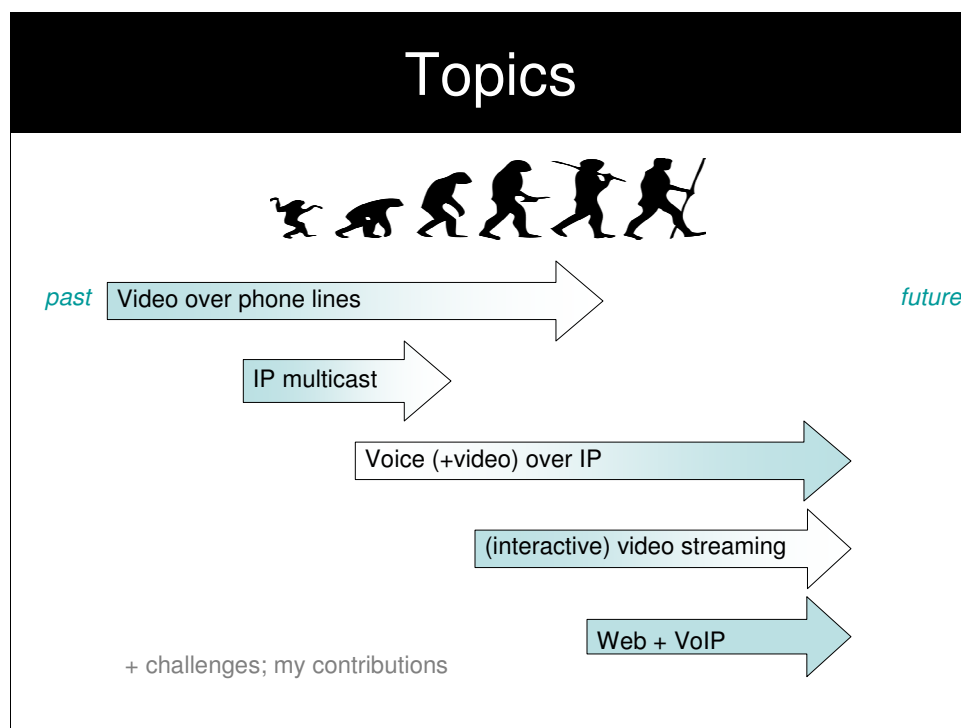 Topics
past
Video over phone lines
future
IP multicast
Voice (+video) over IP
(interactive) video streaming
Web + VoIP
+ challenges; my contributions